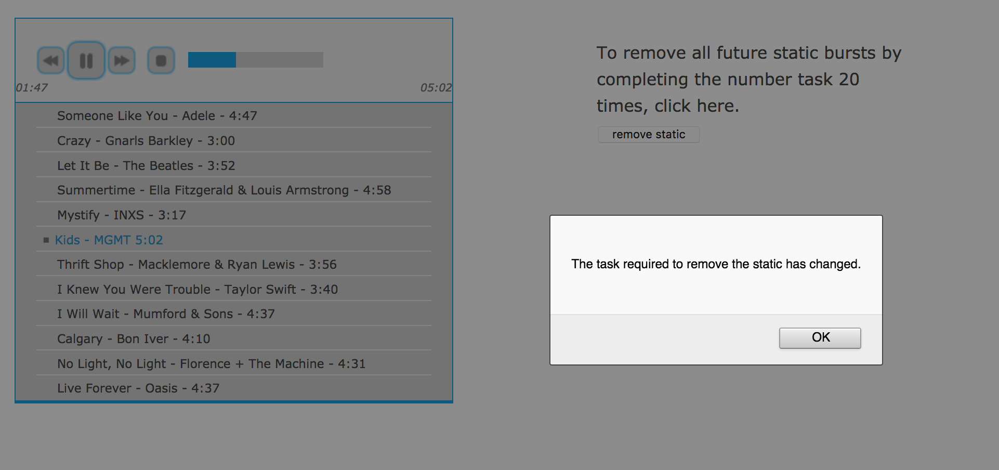 01:47
05:02
Someone Like You - Adele - 4:47
Crazy - Gnarls Barkley - 3:00
Let It Be - The Beatles - 3:52
Summertime - Ella Fitzgerald & Louis Armstrong - 4:58
Mystify - INXS - 3:17
Kids - MGMT 5:02
Thrift Shop - Macklemore & Ryan Lewis - 3:56
I Knew You Were Trouble - Taylor Swift - 3:40
I Will Wait - Mumford & Sons - 4:37
Calgary - Bon Iver - 4:10
No Light, No Light - Florence + The Machine - 4:31
Live Forever - Oasis - 4:37
To remove all future static bursts by
completing the number task 20
times, click here.
remove static
The task required to remove the static has changed.
OK